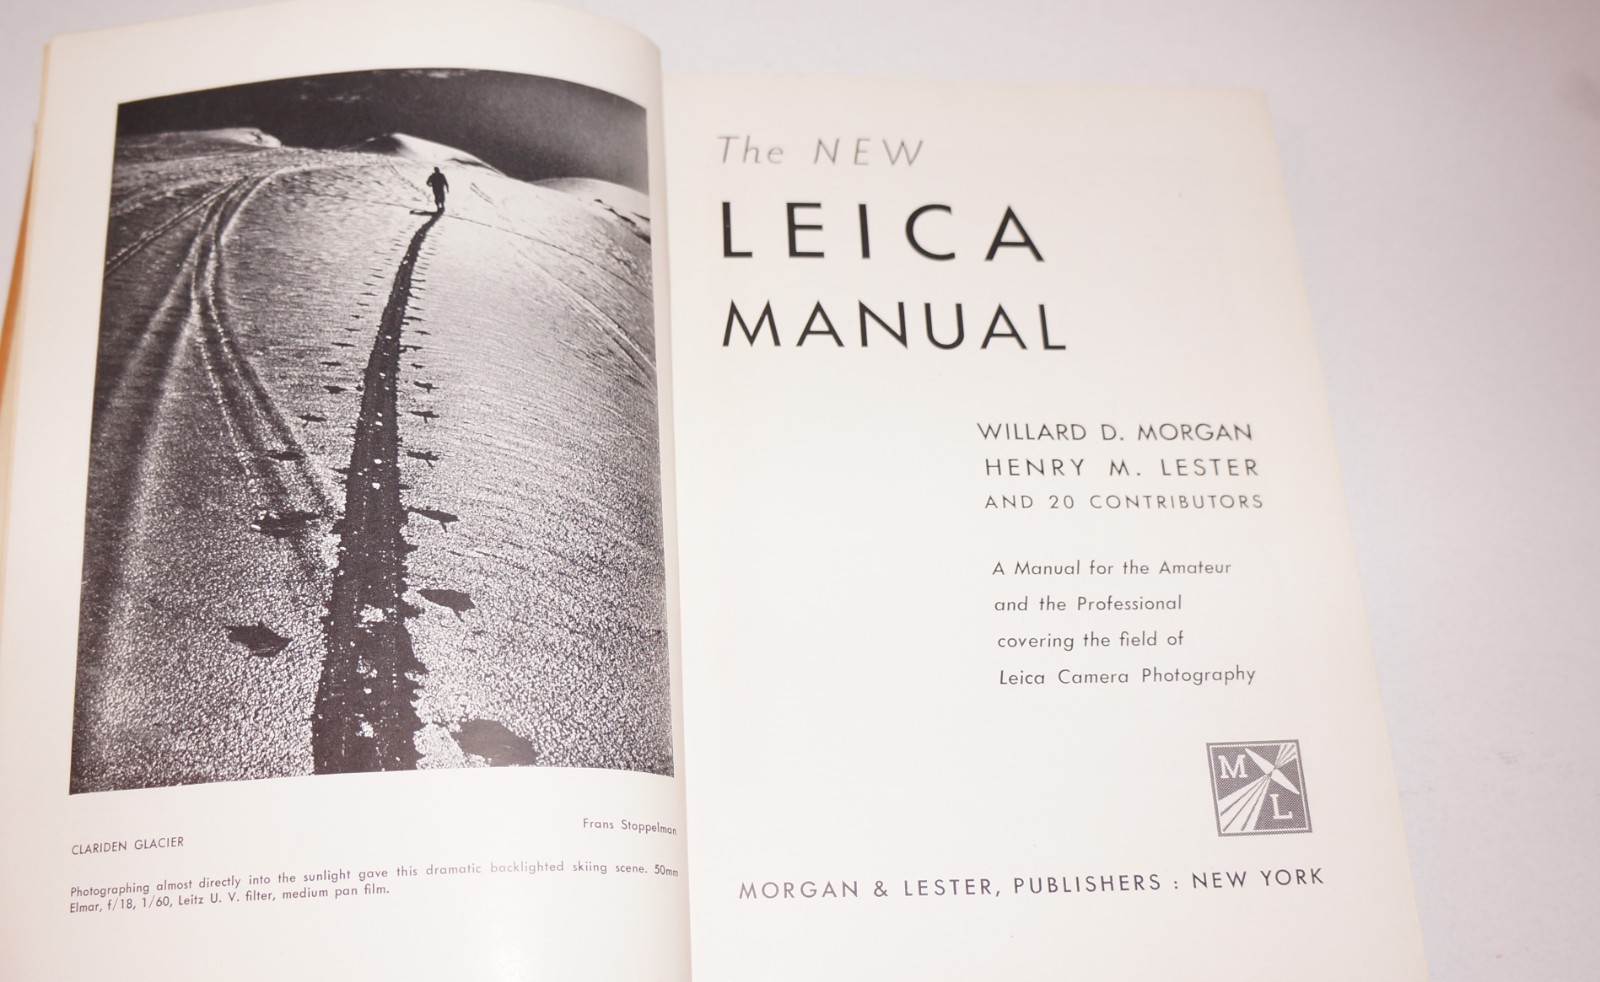 CLARIDEN GLACIER
Frans Stoppelman
Photographing almost directly into the sunlight gave this dramatic backlighted skiing scene. 50mm
Elmar, f/18, 1/60, Leitz U. V. filter, medium pan film.
The NEW
LEICA
MANUAL
WILLARD D. MORGAN
HENRY M. LESTER
AND 20 CONTRIBUTORS
A Manual for the Amateur
and the Professional
covering the field of
Leica Camera Photography
M
L
MORGAN & LESTER, PUBLISHERS : NEW YORK